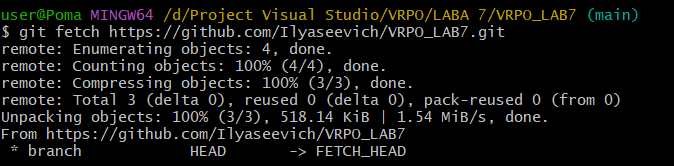 user@Poma MINGW64 /d/Project Visual Studio/VRPO/LABA 7/VRPO_LAB7 (main)
$ git fetch https://github.com/Ilyaseevich/VRPO_LAB7.git
remote: Enumerating objects: 4, done.
remote: Counting objects: 100% (4/4), done.
remote: Compressing objects: 100% (3/3), done.
remote: Total 3 (delta 0), reused 0 (delta 0), pack-reused 0 (from 0)
Unpacking objects: 100% (3/3), 518.14 KiB | 1.54 MiB/s, done.
From https://github.com/Ilyaseevich/VRPO_LAB7
 * branch            HEAD       -> FETCH_HEAD